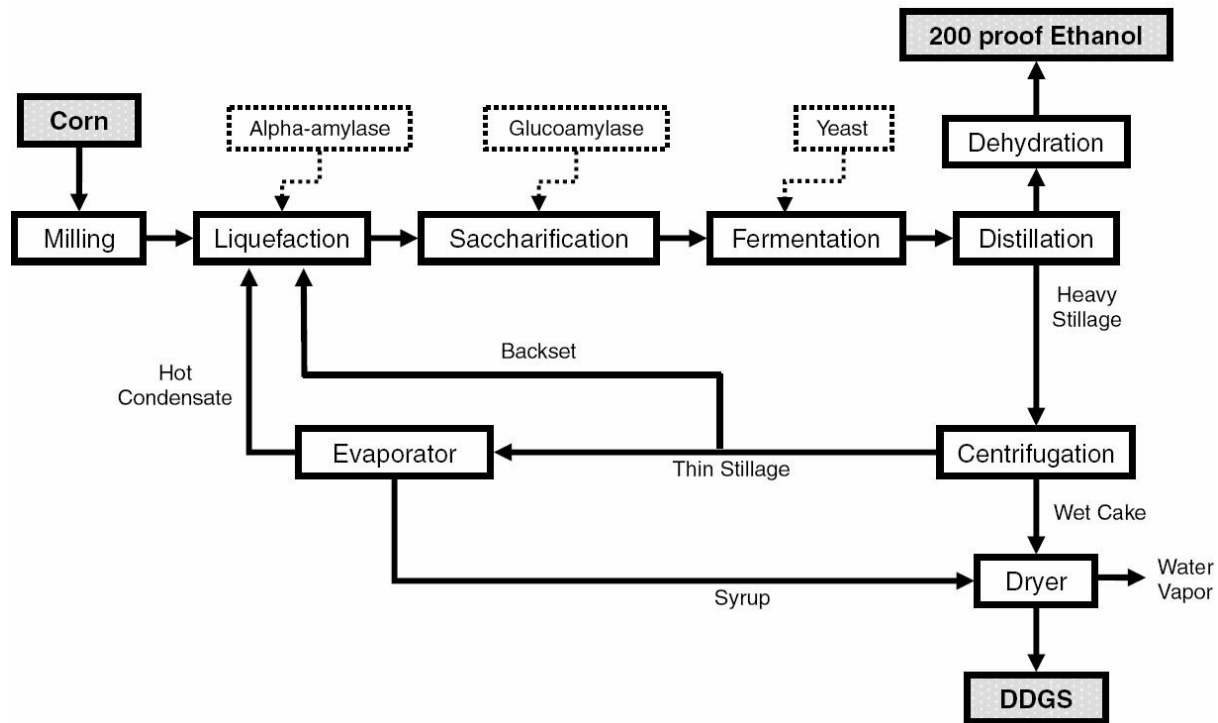 200 proof Ethanol
Corn
Alpha-amylase
Glucoamylase
Yeast
Dehydration
Milling
Liquefaction
Saccharification
Fermentation
Distillation
Heavy
Stillage
Backset
Hot
Condensate
Evaporator
Thin Stillage
Centrifugation
Wet Cake
Syrup
Dryer
Water
Vapor
DDGS